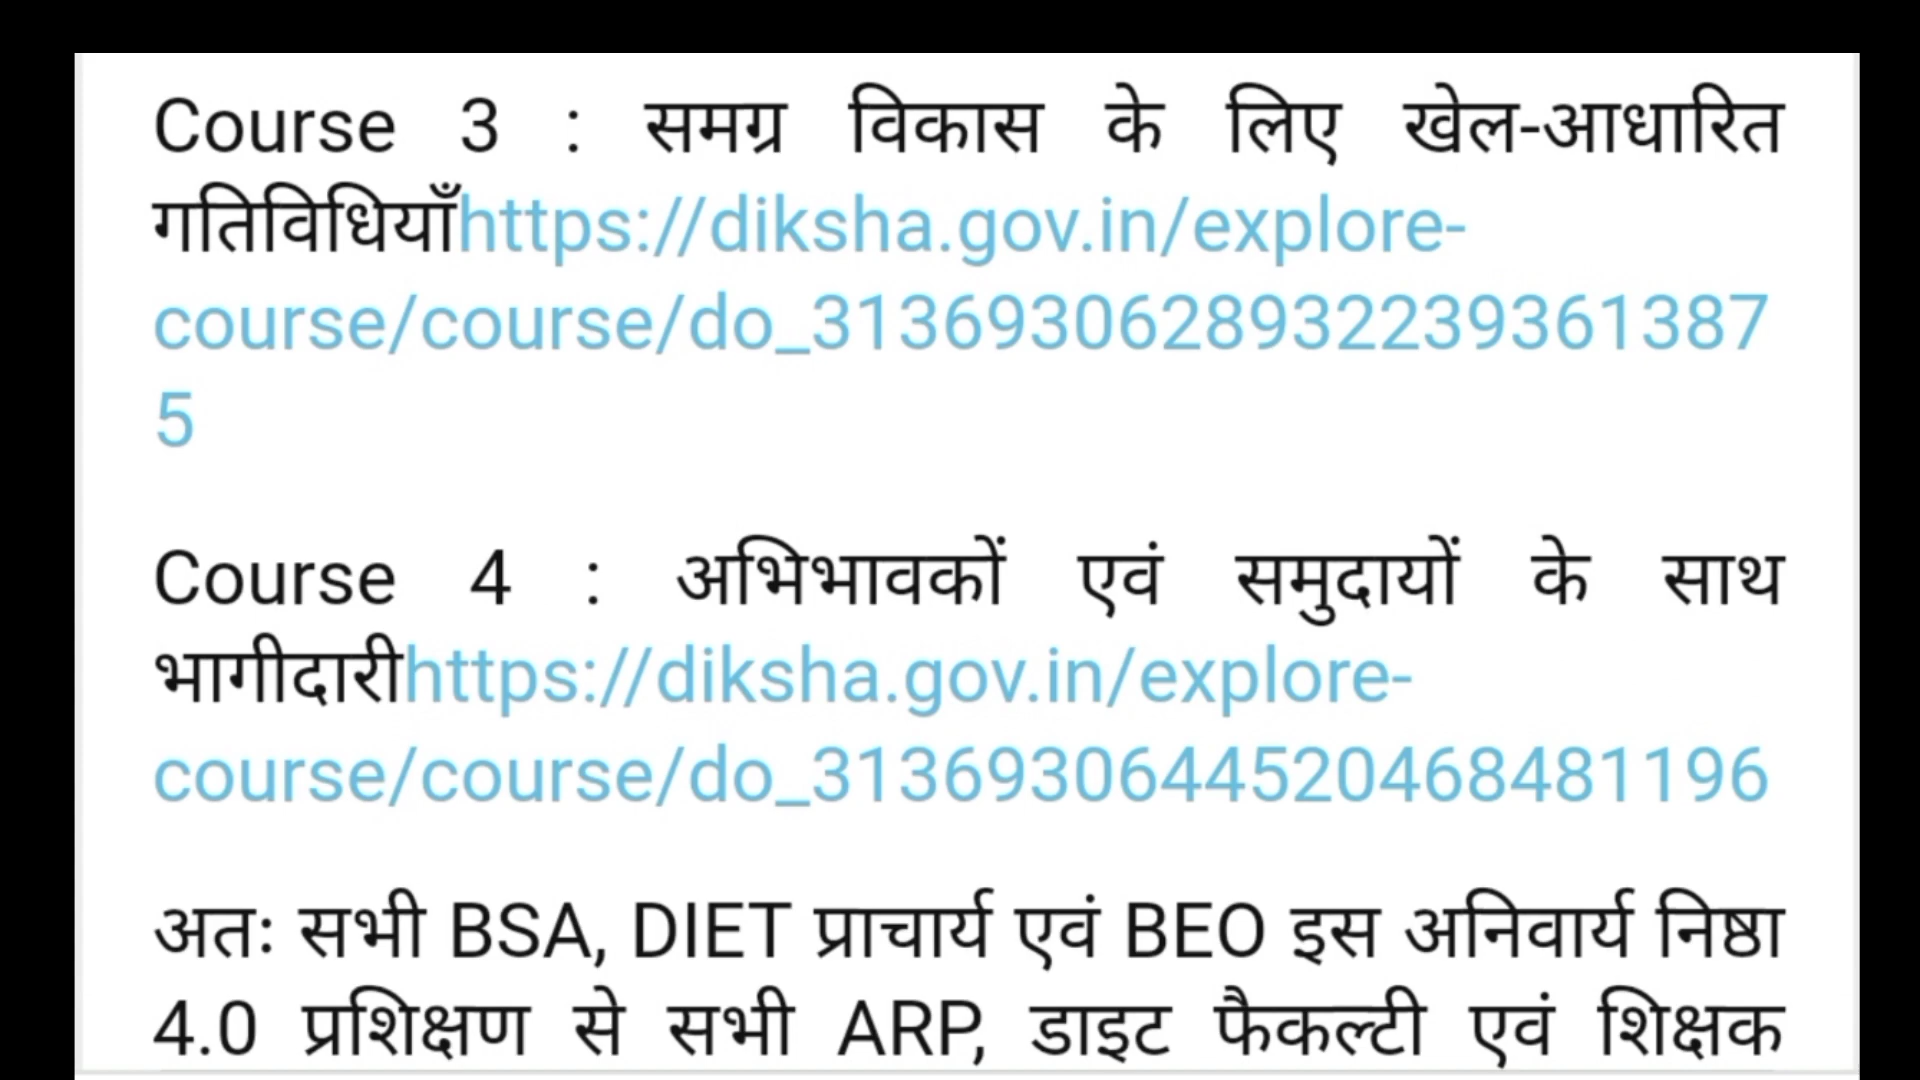 Course 3 : समग्र विकास के लिए खेल-आधारित
गतिविधियाँhttps://diksha.gov.in/explore-
course/course/do_31369306289322393613​87
5
Course 4 : अभिभावकों एवं समुदायों के साथ
भागीदारीhttps://diksha.gov.in/explore-
course/course/do_3136930644520468481196
अतः सभी BSA, DIET प्राचार्य एवं BEO इस अनिवार्य निष्ठा
4.0 प्रशिक्षण से सभी ARP, डाइट फैकल्टी एवं शिक्षक